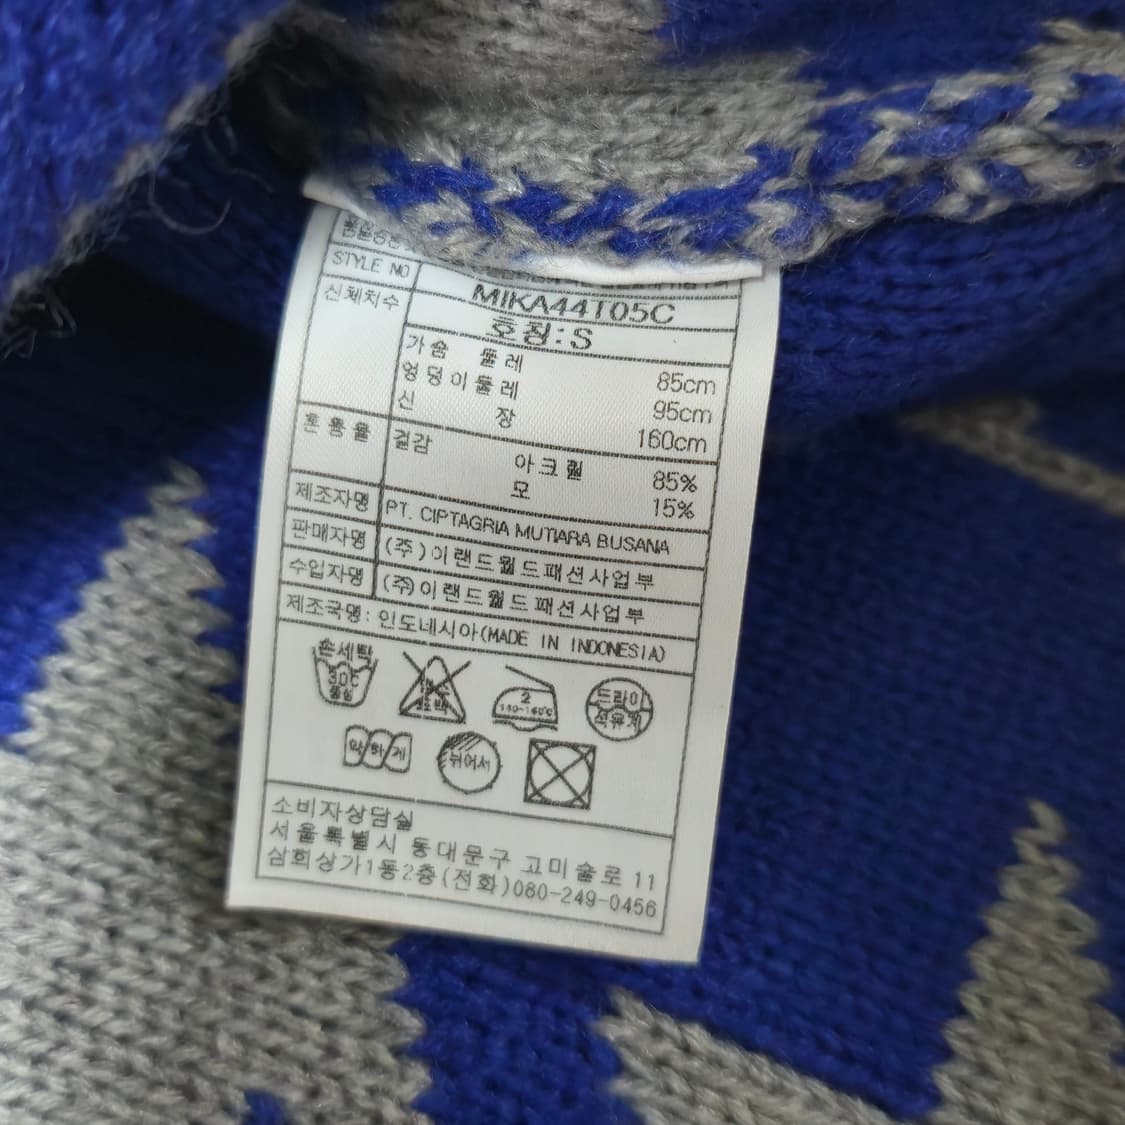 STYLE NO MIKA44T05C
신체치수 호칭:S
가슴 둘레 85cm
엉덩이둘레 95cm
신 장 160cm
혼용율 겉감 아크릴 85%
모 15%
제조자명 PT. CIPTAGRIA MUTIARA BUSANA
판매자명 (주)이랜드월드패션사업부
수입자명 (주)이랜드월드패션사업부
제조국명: 인도네시아(MADE IN INDONESIA)
손세탁
30℃
중성
2
140~160℃
드라이
석유계
약하게
뉘어서
소비자상담실
서울특별시 동대문구 고미술로 11
삼희상가1동2층(전화)080-249-0456